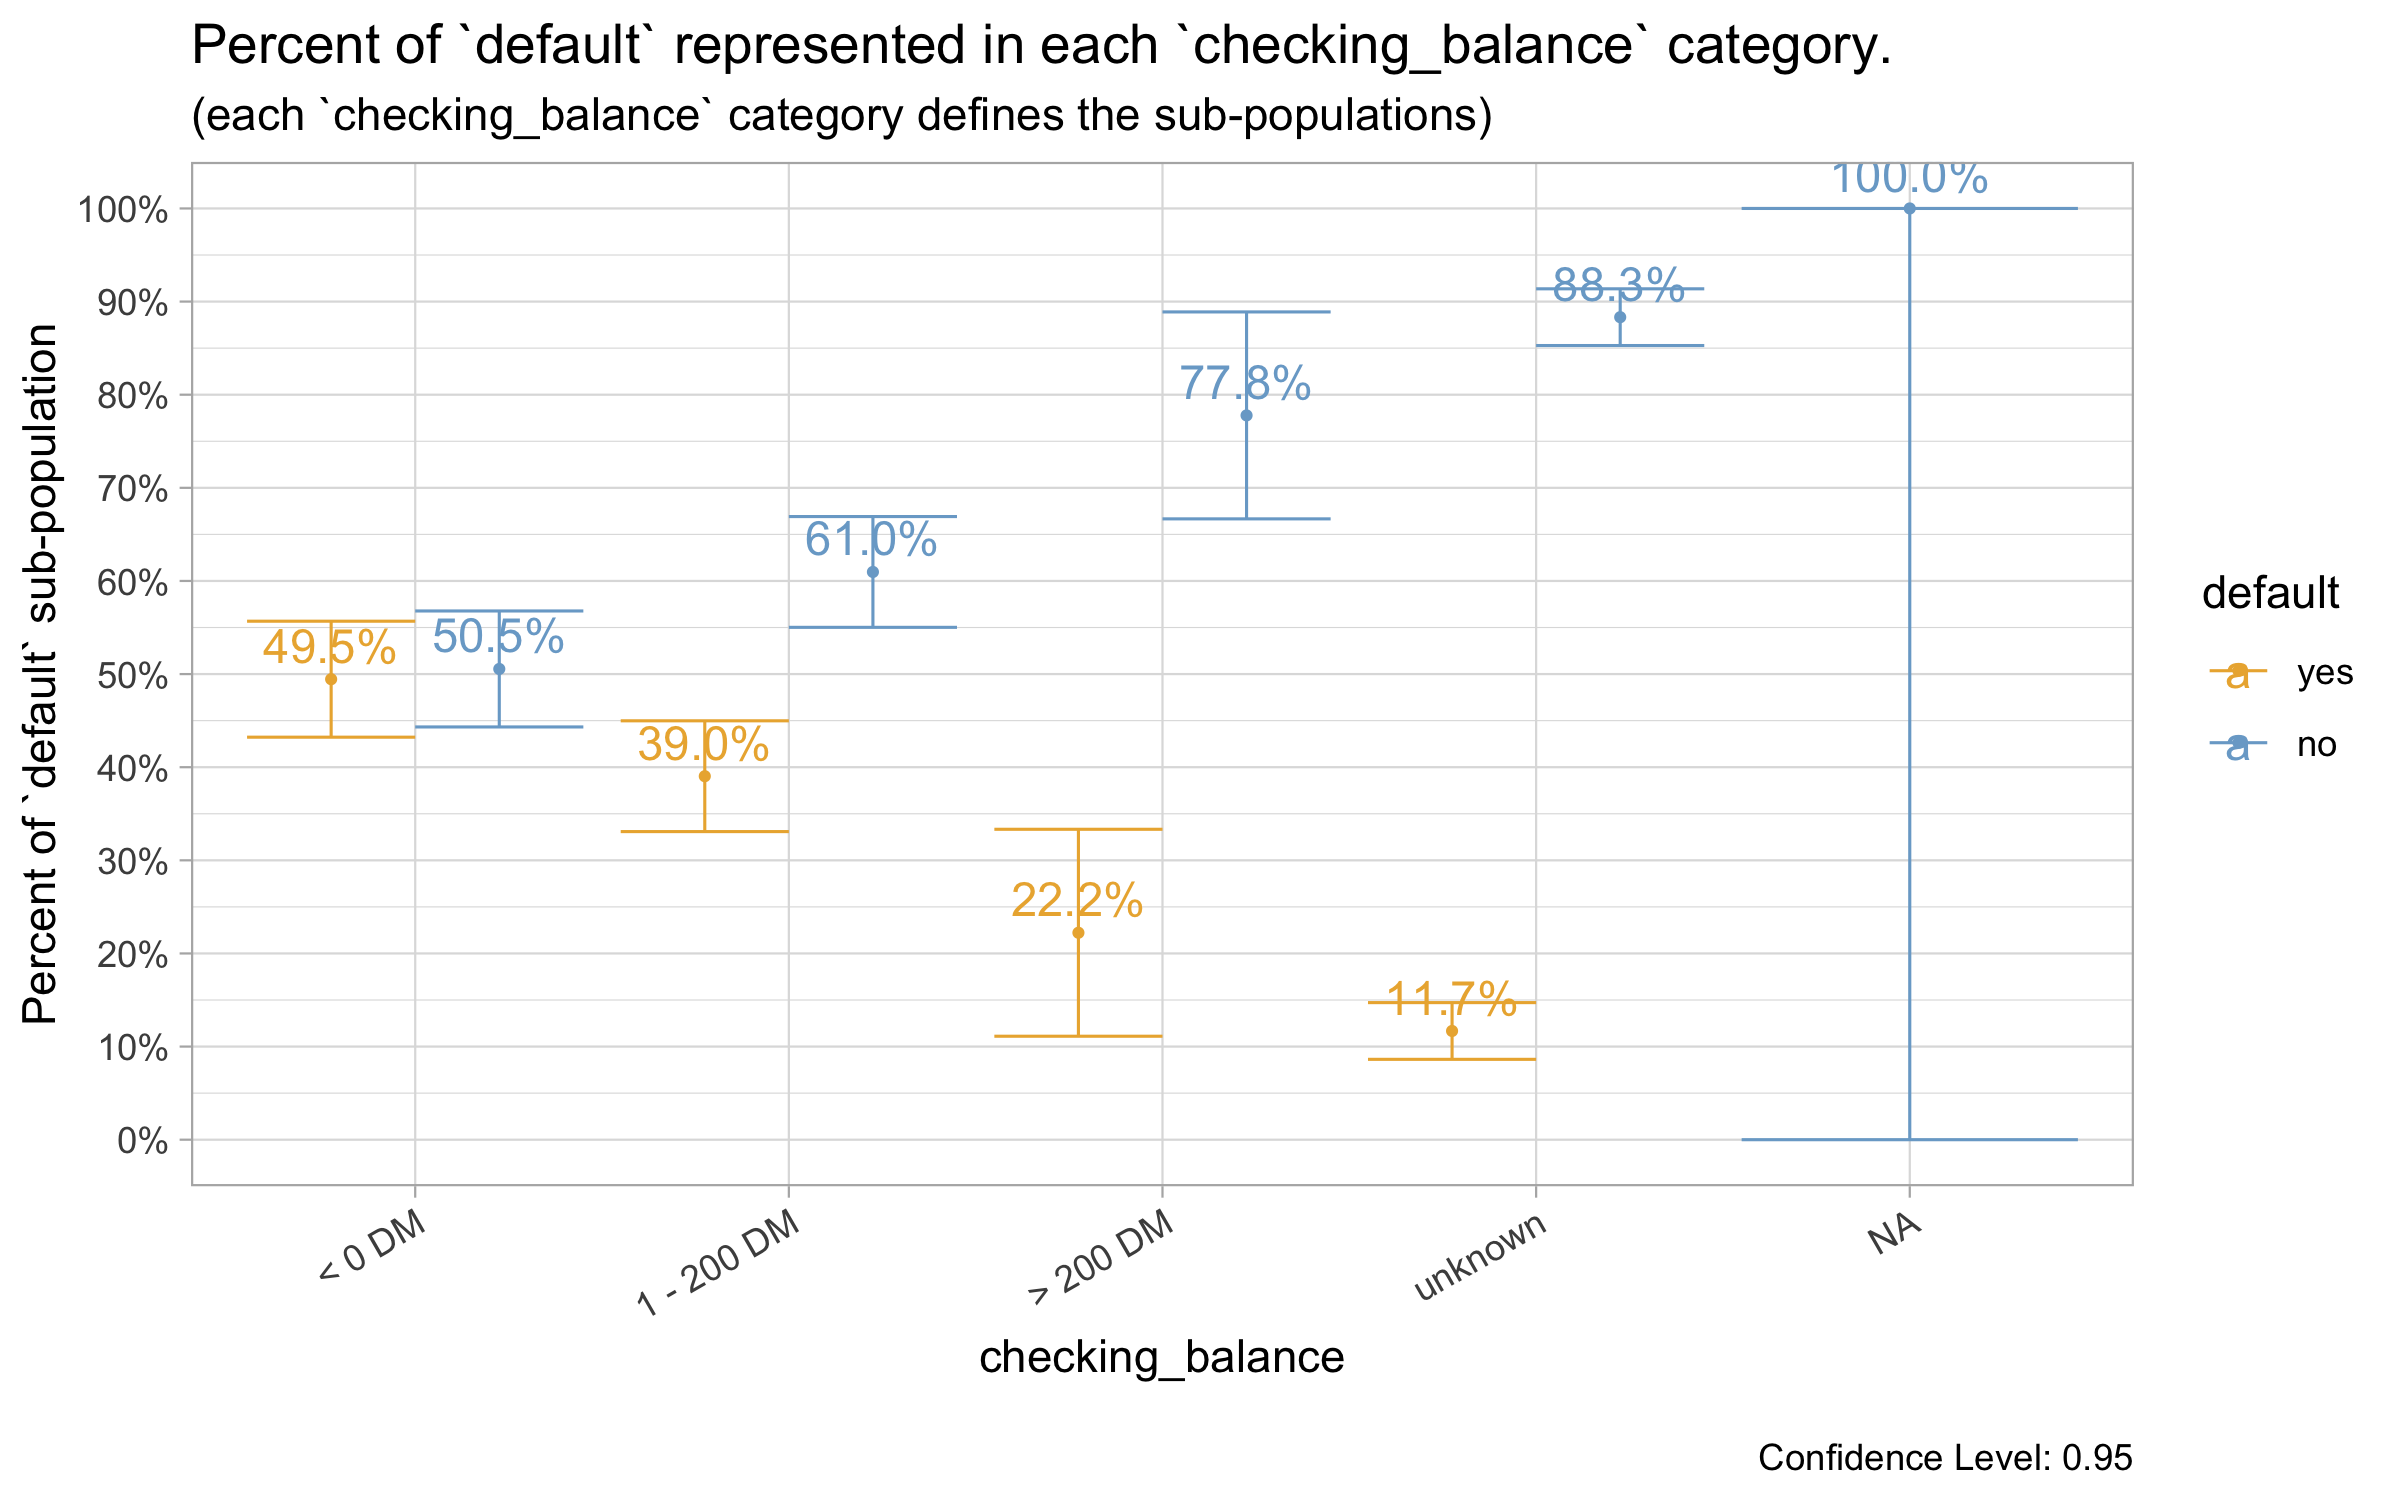 Percent of `default` represented in each `checking_balance` category.
(each `checking_balance` category defines the sub-populations)
Percent of `default` sub-population
100%
90%
80%
70%
60%
50%
40%
30%
20%
10%
0%
49.5%
50.5%
39.0%
61.0%
22.2%
77.8%
11.7%
88.3%
100.0%
< 0 DM
1 - 200 DM
> 200 DM
unknown
NA
checking_balance
default
a yes
a no
Confidence Level: 0.95